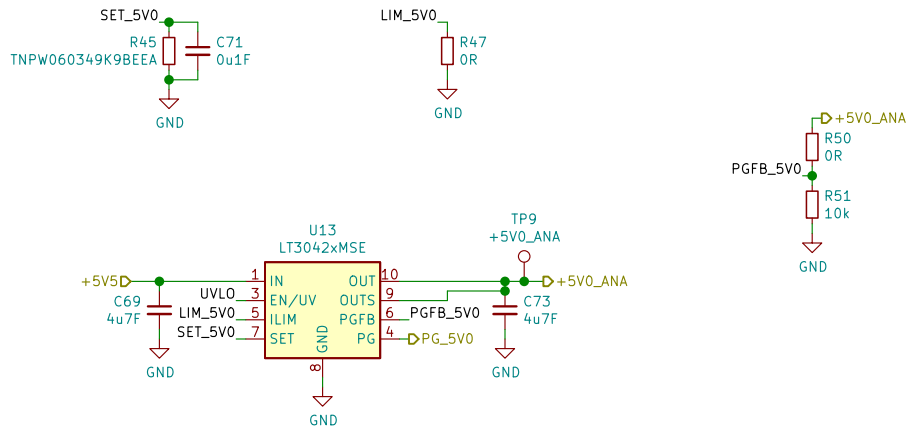 SET_5V0
R45
TNPW060349K9BEEA
C71
0u1F
GND
LIM_5V0
R47
0R
GND
+5V0_ANA
R50
0R
PGFB_5V0
R51
10k
GND
U13
LT3042xMSE
TP9
+5V0_ANA
+5V5
1
IN
OUT
10
+5V0_ANA
UVLO
3
EN/UV
OUTS
9
C69
4u7F
LIM_5V0
5
ILIM
PGFB
6
PGFB_5V0
C73
4u7F
SET_5V0
7
SET
GND
PG
4
PG_5V0
8
GND
GND
GND